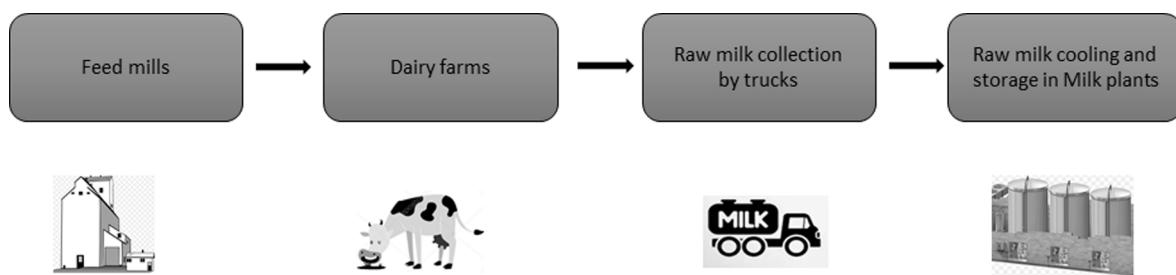 Feed mills
Dairy farms
Raw milk collection
by trucks
Raw milk cooling and
storage in Milk plants
MILK